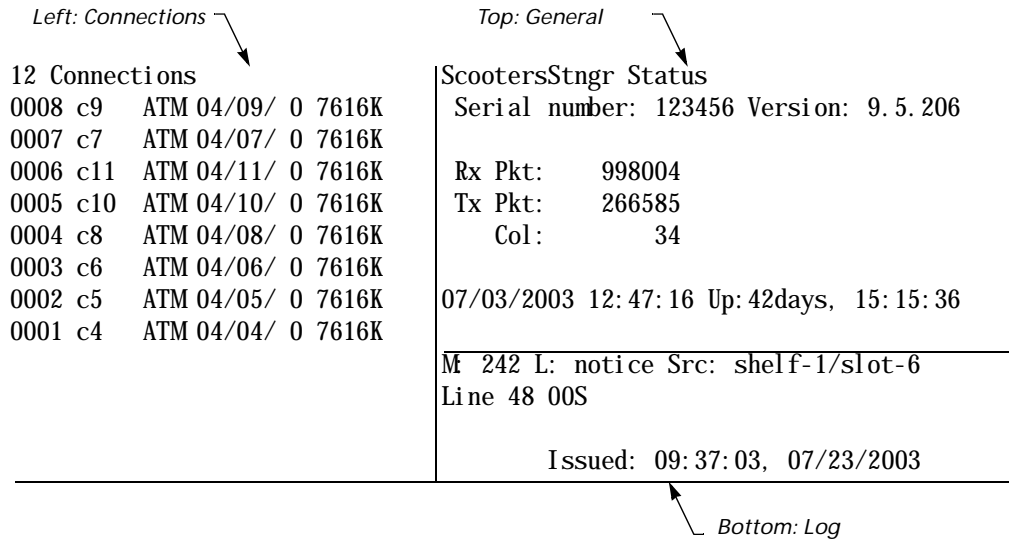 Left: Connections
Top: General
12 Connections
0008 c9 ATM 04/09/ 0 7616K
0007 c7 ATM 04/07/ 0 7616K
0006 c11 ATM 04/11/ 0 7616K
0005 c10 ATM 04/10/ 0 7616K
0004 c8 ATM 04/08/ 0 7616K
0003 c6 ATM 04/06/ 0 7616K
0002 c5 ATM 04/05/ 0 7616K
0001 c4 ATM 04/04/ 0 7616K
ScootersStngr Status
Serial number: 123456 Version: 9.5.206
Rx Pkt: 998004
Tx Pkt: 266585
Col: 34
07/03/2003 12:47:16 Up:42days, 15:15:36
M: 242 L: notice Src: shelf-1/slot-6
Line 48 OOS
Issued: 09:37:03, 07/23/2003
Bottom: Log